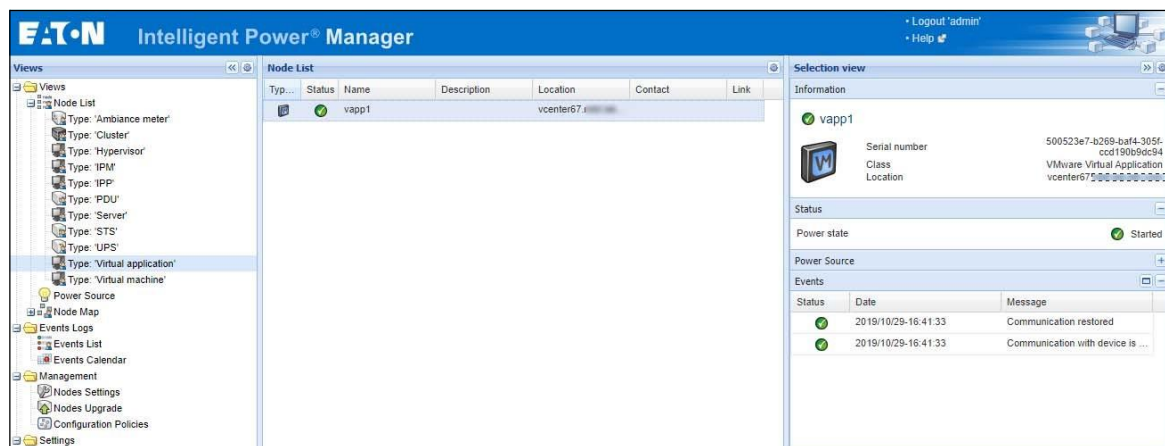 EATON Intelligent Power® Manager
• Logout 'admin'
• Help
Views
Views
Node List
Type: 'Ambiance meter'
Type: 'Cluster'
Type: 'Hypervisor'
Type: 'IPM'
Type: 'IPP'
Type: 'PDU'
Type: 'Server'
Type: 'STS'
Type: 'UPS'
Type: 'Virtual application'
Type: 'Virtual machine'
Power Source
Node Map
Events Logs
Events List
Events Calendar
Management
Nodes Settings
Nodes Upgrade
Configuration Policies
Settings
Node List
Typ... Status Name Description Location Contact Link
vapp1 vcenter67.
Selection view
Information
vapp1
VM
Serial number 500523e7-b269-baf4-305f-
ccd190b9dc94
Class VMware Virtual Application
Location vcenter67
Status
Power state Started
Power Source
Events
Status Date Message
2019/10/29-16:41:33 Communication restored
2019/10/29-16:41:33 Communication with device is ...